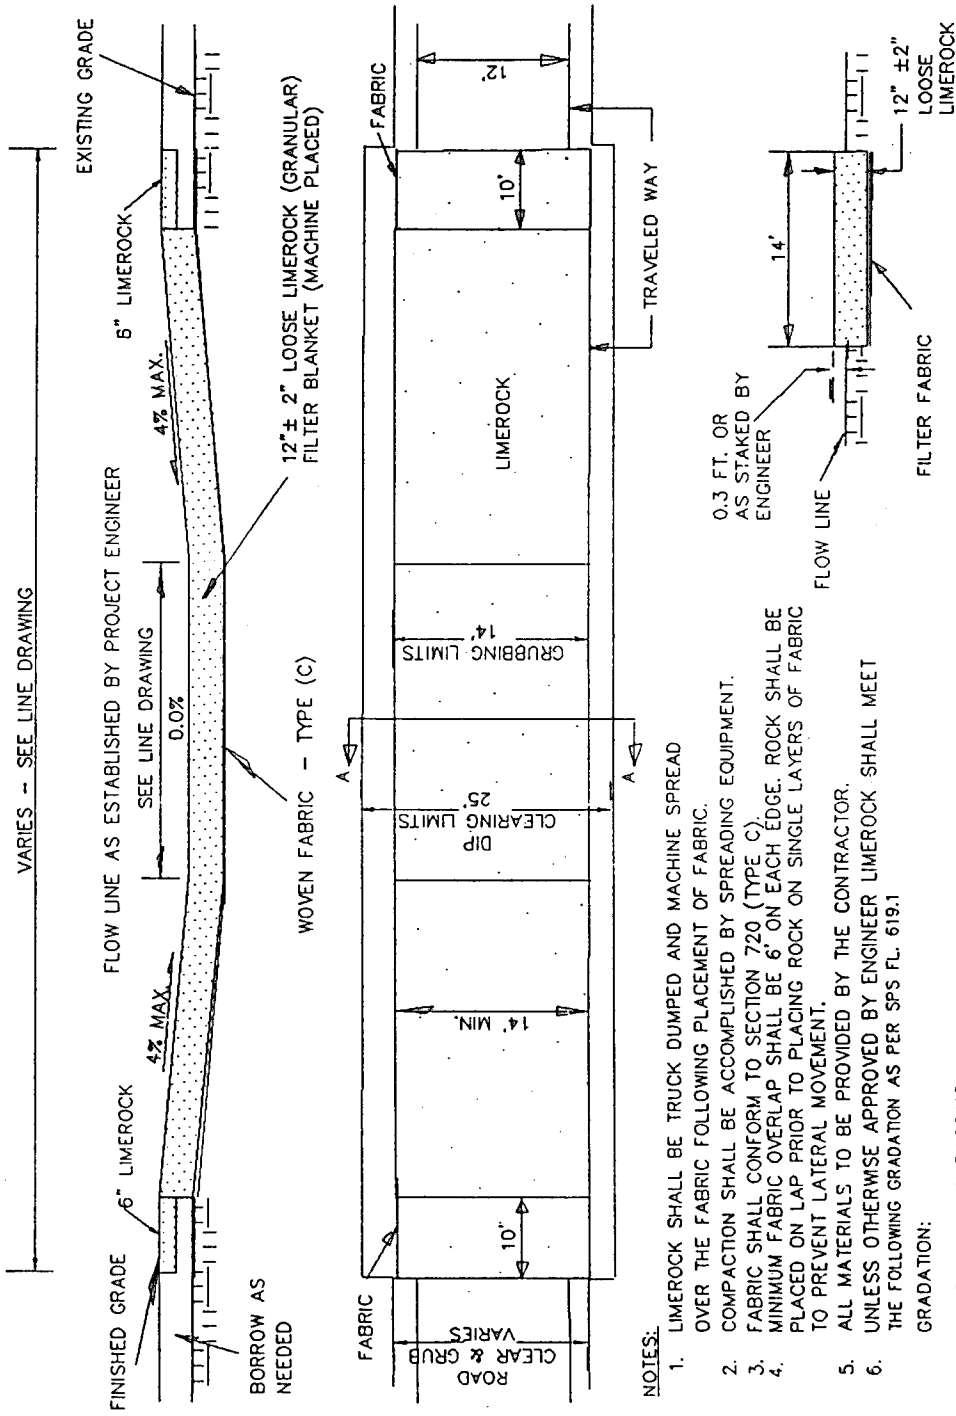 VARIES - SEE LINE DRAWING
FINISHED GRADE
6" LIMEROCK
4% MAX.
FLOW LINE AS ESTABLISHED BY PROJECT ENGINEER
SEE LINE DRAWING
0.0%
4% MAX.
6" LIMEROCK
EXISTING GRADE
BORROW AS
NEEDED
WOVEN FABRIC - TYPE (C)
12"± 2" LOOSE LIMEROCK (GRANULAR)
FILTER BLANKET (MACHINE PLACED)
FABRIC
ROAD
CLEAR & GRUB
VARIES
10"
14' MIN.
DIP
CLEARING LIMITS
25'
A
A
GRUBBING LIMITS
14'
LIMEROCK
10'
FABRIC
12'
TRAVELED WAY
NOTES:
1. LIMEROCK SHALL BE TRUCK DUMPED AND MACHINE SPREAD
OVER THE FABRIC FOLLOWING PLACEMENT OF FABRIC.
2. COMPACTION SHALL BE ACCOMPLISHED BY SPREADING EQUIPMENT.
3. FABRIC SHALL CONFORM TO SECTION 720 (TYPE C).
4. MINIMUM FABRIC OVERLAP SHALL BE 6' ON EACH EDGE. ROCK SHALL BE
PLACED ON LAP PRIOR TO PLACING ROCK ON SINGLE LAYERS OF FABRIC
TO PREVENT LATERAL MOVEMENT.
5. ALL MATERIALS TO BE PROVIDED BY THE CONTRACTOR.
6. UNLESS OTHERWISE APPROVED BY ENGINEER LIMEROCK SHALL MEET
THE FOLLOWING GRADATION AS PER SPS FL. 619.1
GRADATION:
0.3 FT. OR
AS STAKED BY
ENGINEER
FLOW LINE
14'
FILTER FABRIC
12" ±2"
LOOSE
LIMEROCK